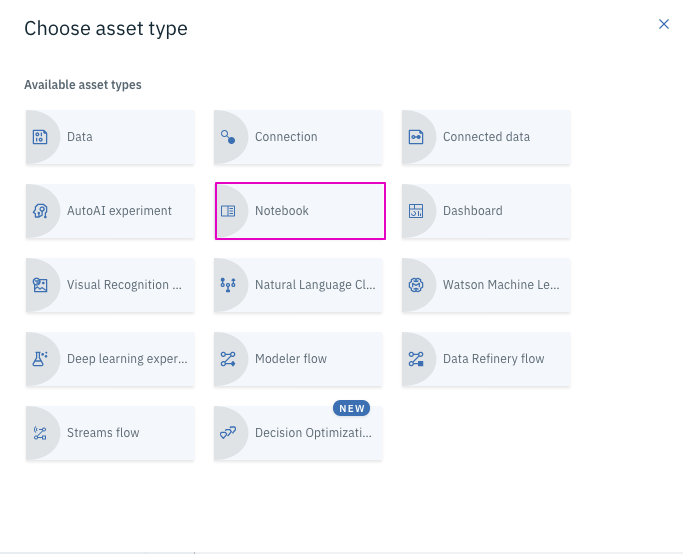 Choose asset type
Available asset types
Data
Connection
Connected data
AutoAI experiment
Notebook
Dashboard
Visual Recognition ...
Natural Language Cl...
Watson Machine Le...
Deep learning exper...
Modeler flow
Data Refinery flow
NEW
Streams flow
Decision Optimizati...